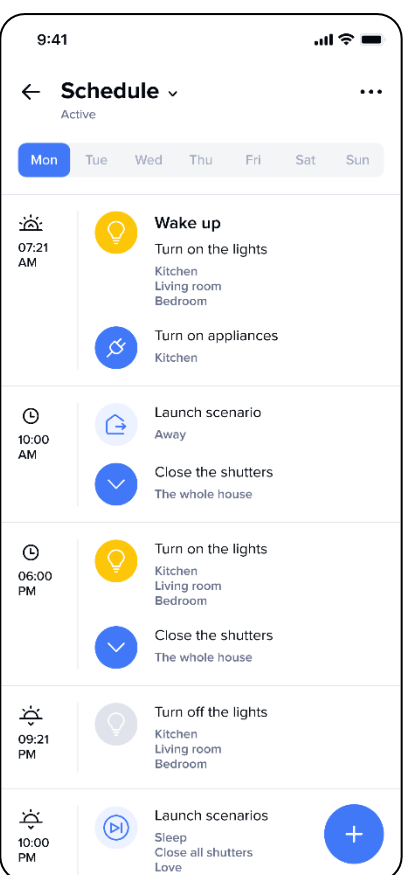 9:41
Schedule
Active
Mon Tue Wed Thu Fri Sat Sun
07:21
AM
Wake up
Turn on the lights
Kitchen
Living room
Bedroom
Turn on appliances
Kitchen
10:00
AM
Launch scenario
Away
Close the shutters
The whole house
06:00
PM
Turn on the lights
Kitchen
Living room
Bedroom
Close the shutters
The whole house
09:21
PM
Turn off the lights
Kitchen
Living room
Bedroom
10:00
PM
Launch scenarios
Sleep
Close all shutters
Love